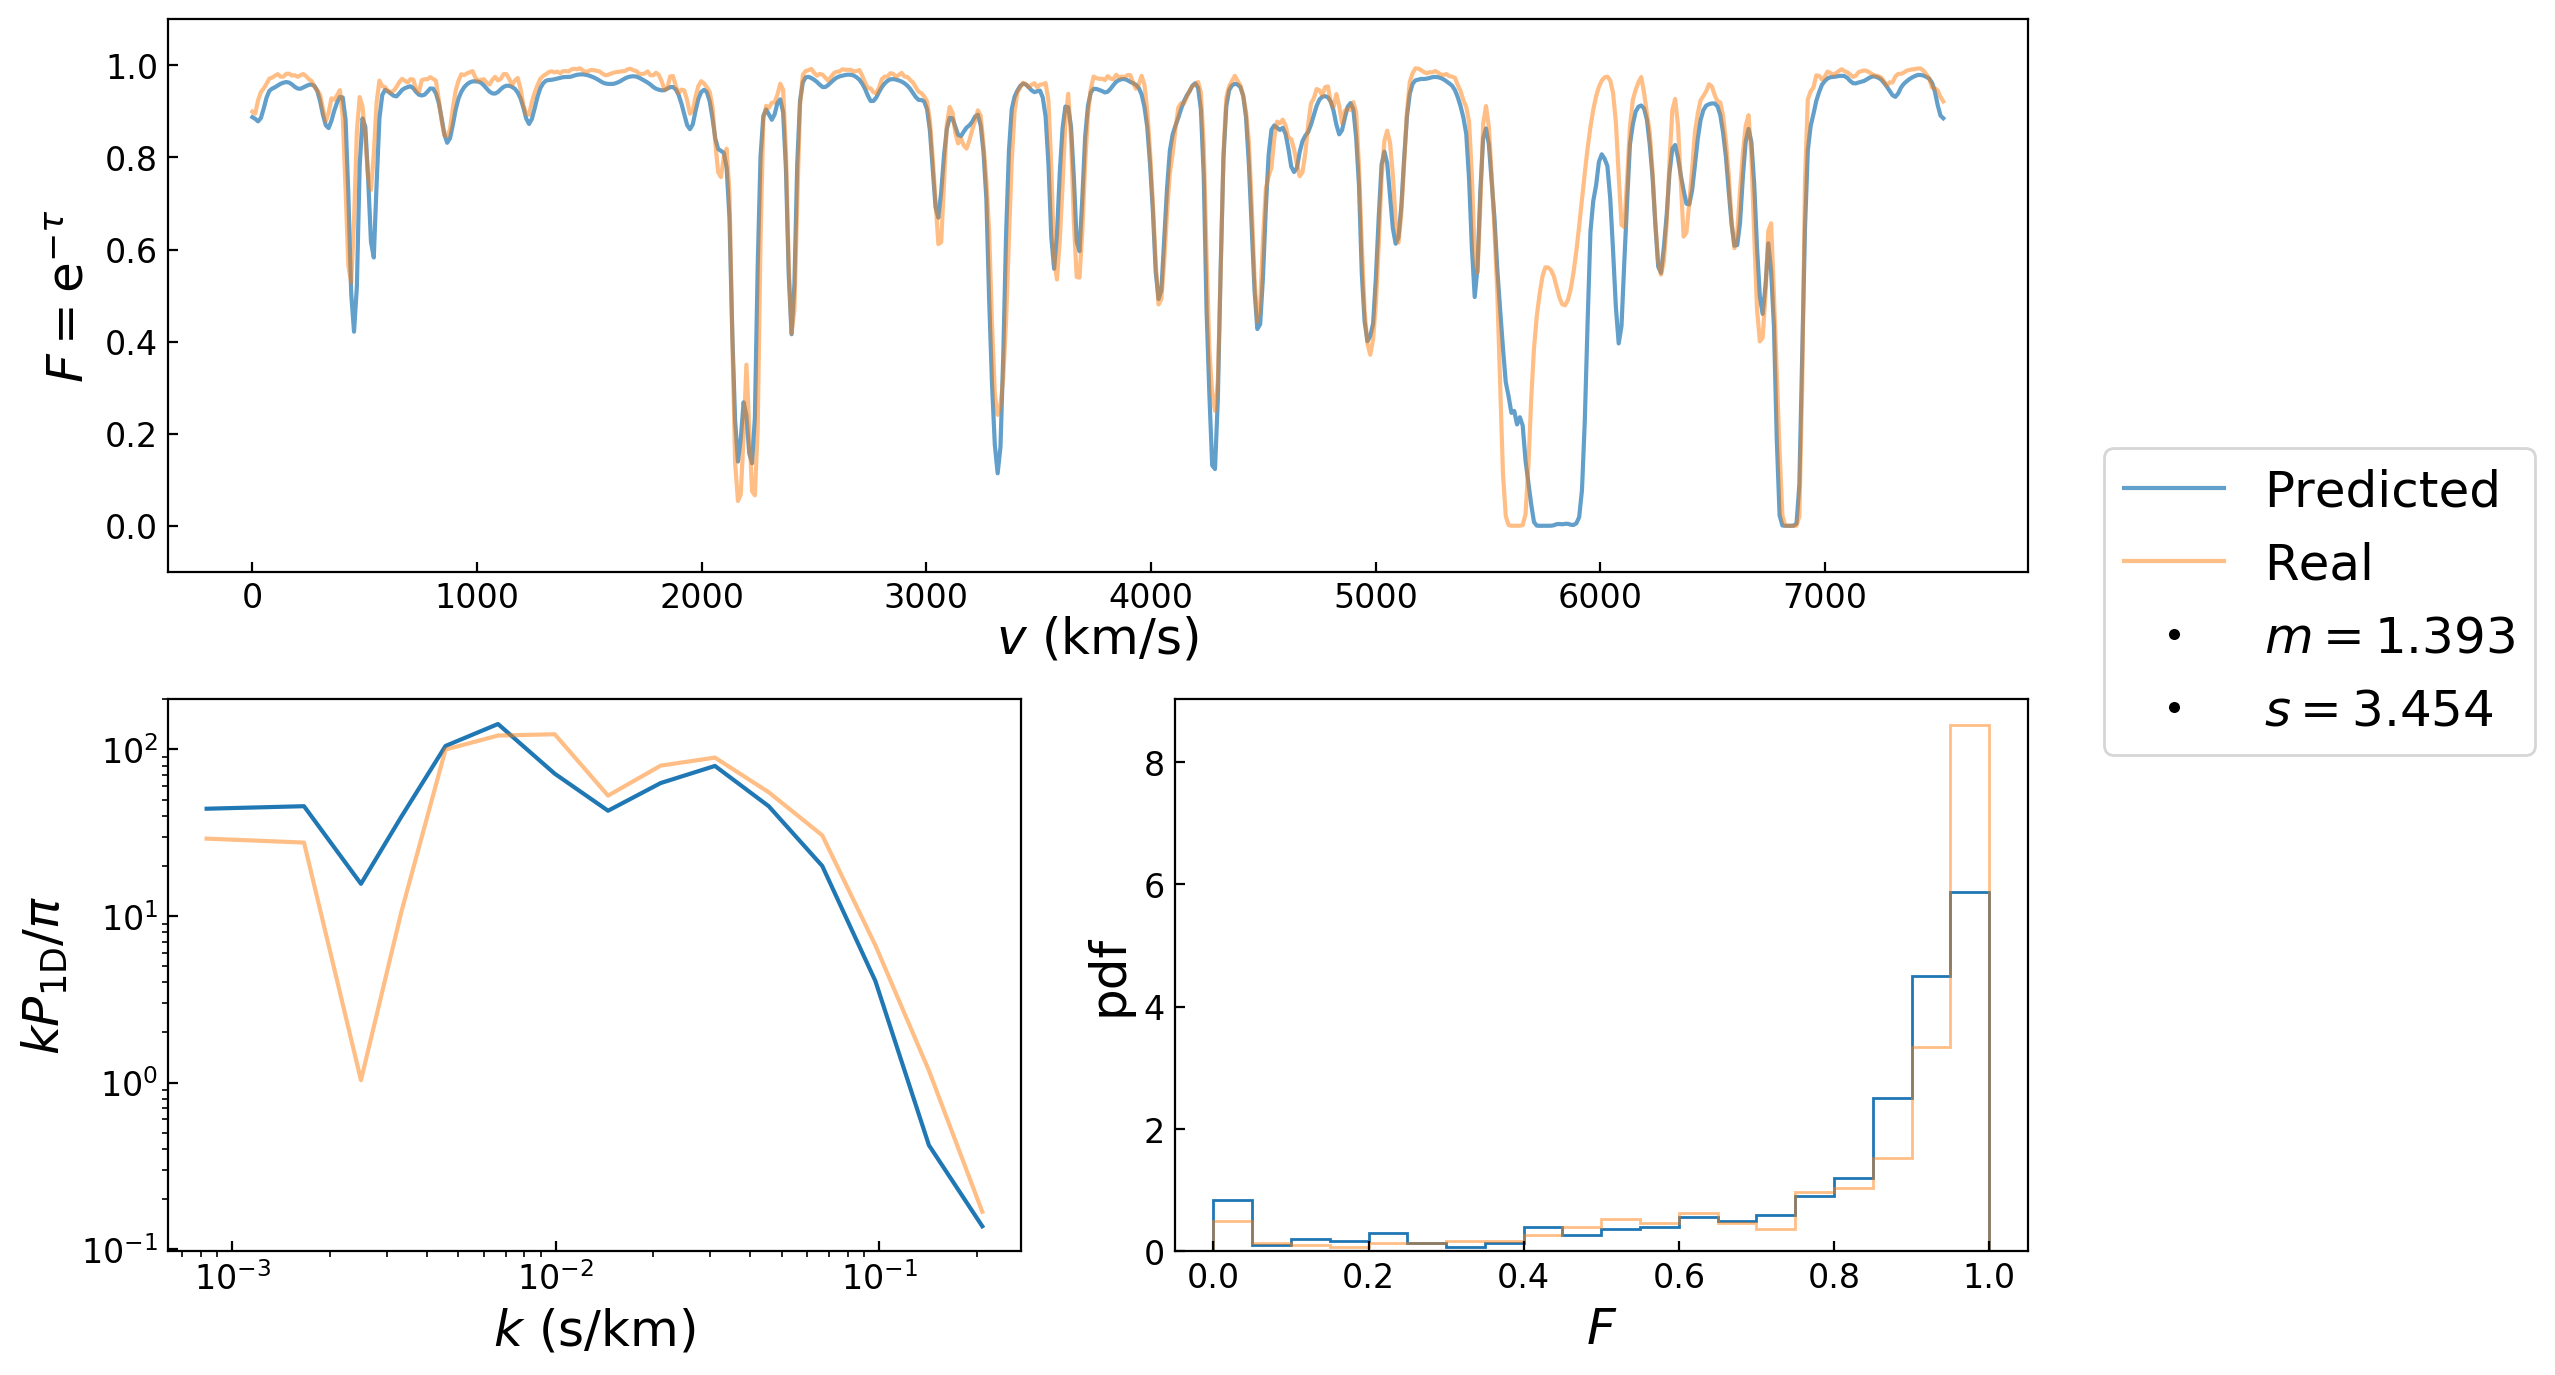 1.0
0.8
0.6
0.4
0.2
0.0
F = e^{−τ}
0 1000 2000 3000 4000 5000 6000 7000
v (km/s)
Predicted
Real
m = 1.393
s = 3.454
10^2
10^1
10^0
10^{−1}
kP_{1D}/π
10^{−3} 10^{−2} 10^{−1}
k (s/km)
8
6
4
2
0
pdf
0.0 0.2 0.4 0.6 0.8 1.0
F